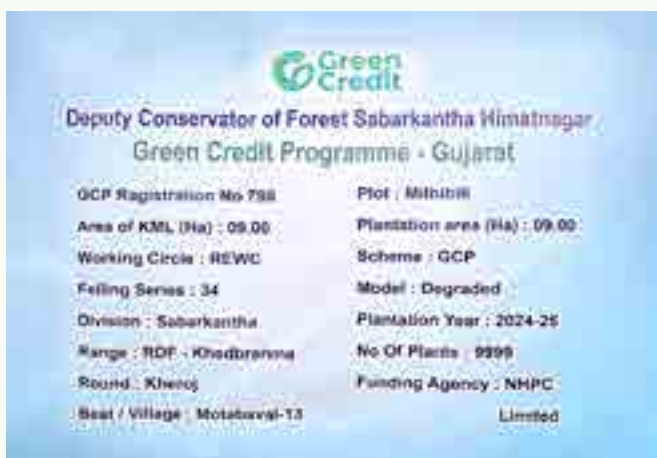 Green
Credit
Deputy Conservator of Forest Sabarkantha Himatnagar
Green Credit Programme - Gujarat
GCP Registration No 798
Plot : Mithibili
Area of KML (Ha) : 09.00
Plantation area (Ha) : 09.00
Working Circle : REWC
Scheme : GCP
Felling Series : 34
Model : Degraded
Division : Sabarkantha
Plantation Year : 2024-25
Range : RDF - Khedbramha
No Of Plants : 9999
Round : Kheroj
Funding Agency : NHPC
Beat / Village : Motabaval-13
Limited